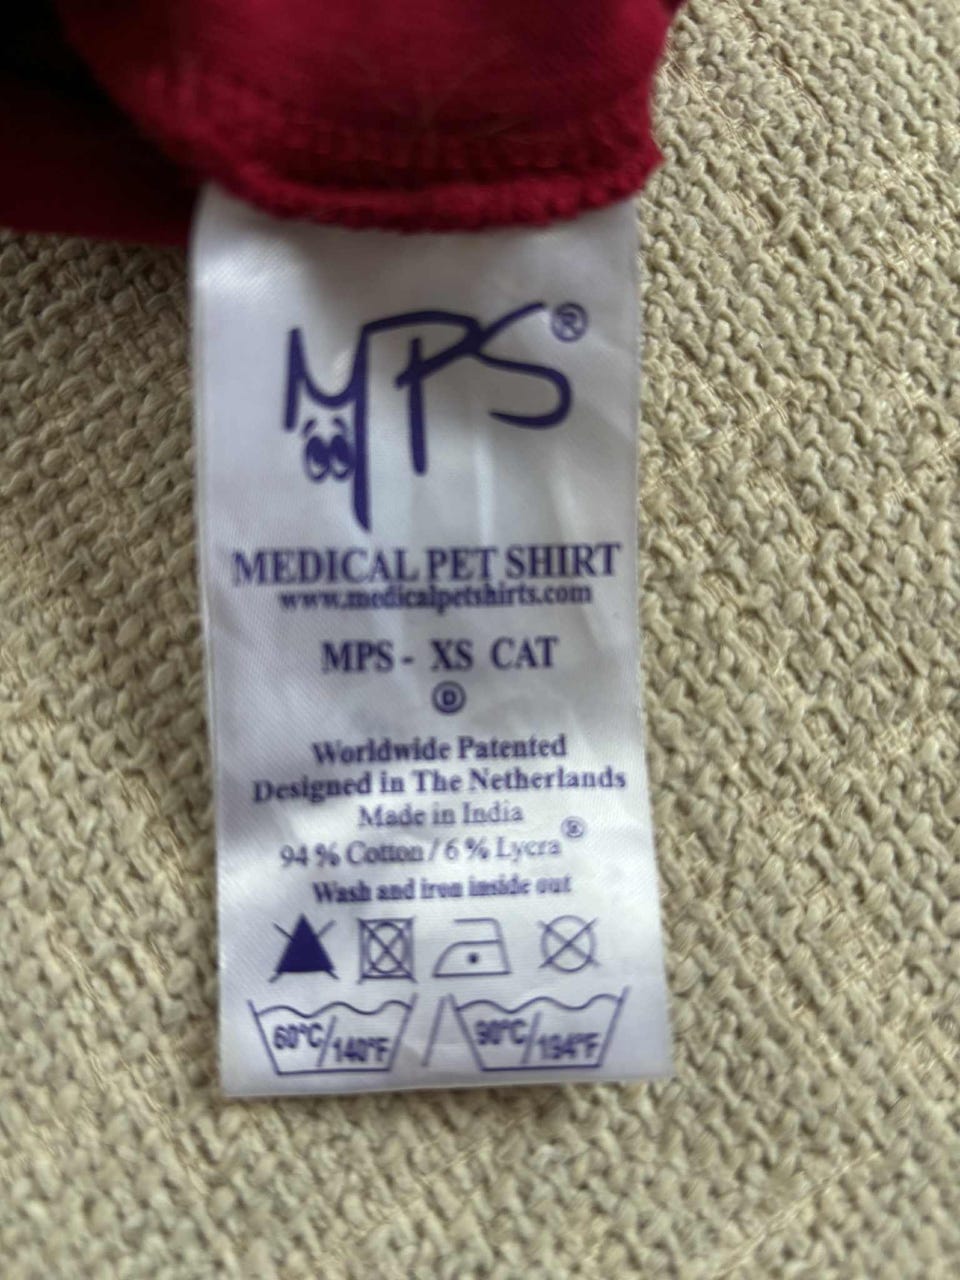 MPS®
MEDICAL PET SHIRT
www.medicalpetshirts.com
MPS - XS CAT
Ⓓ
Worldwide Patented
Designed in The Netherlands
Made in India
94 % Cotton / 6 % Lycra®
Wash and iron inside out
60°C/140°F / 90°C/194°F